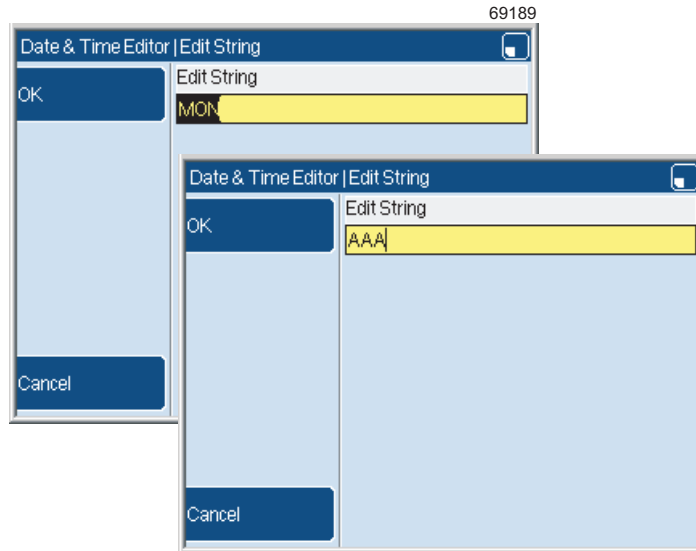 69189
Date & Time Editor | Edit String
OK
Edit String
MON
Cancel
Date & Time Editor | Edit String
OK
Edit String
AAA
Cancel